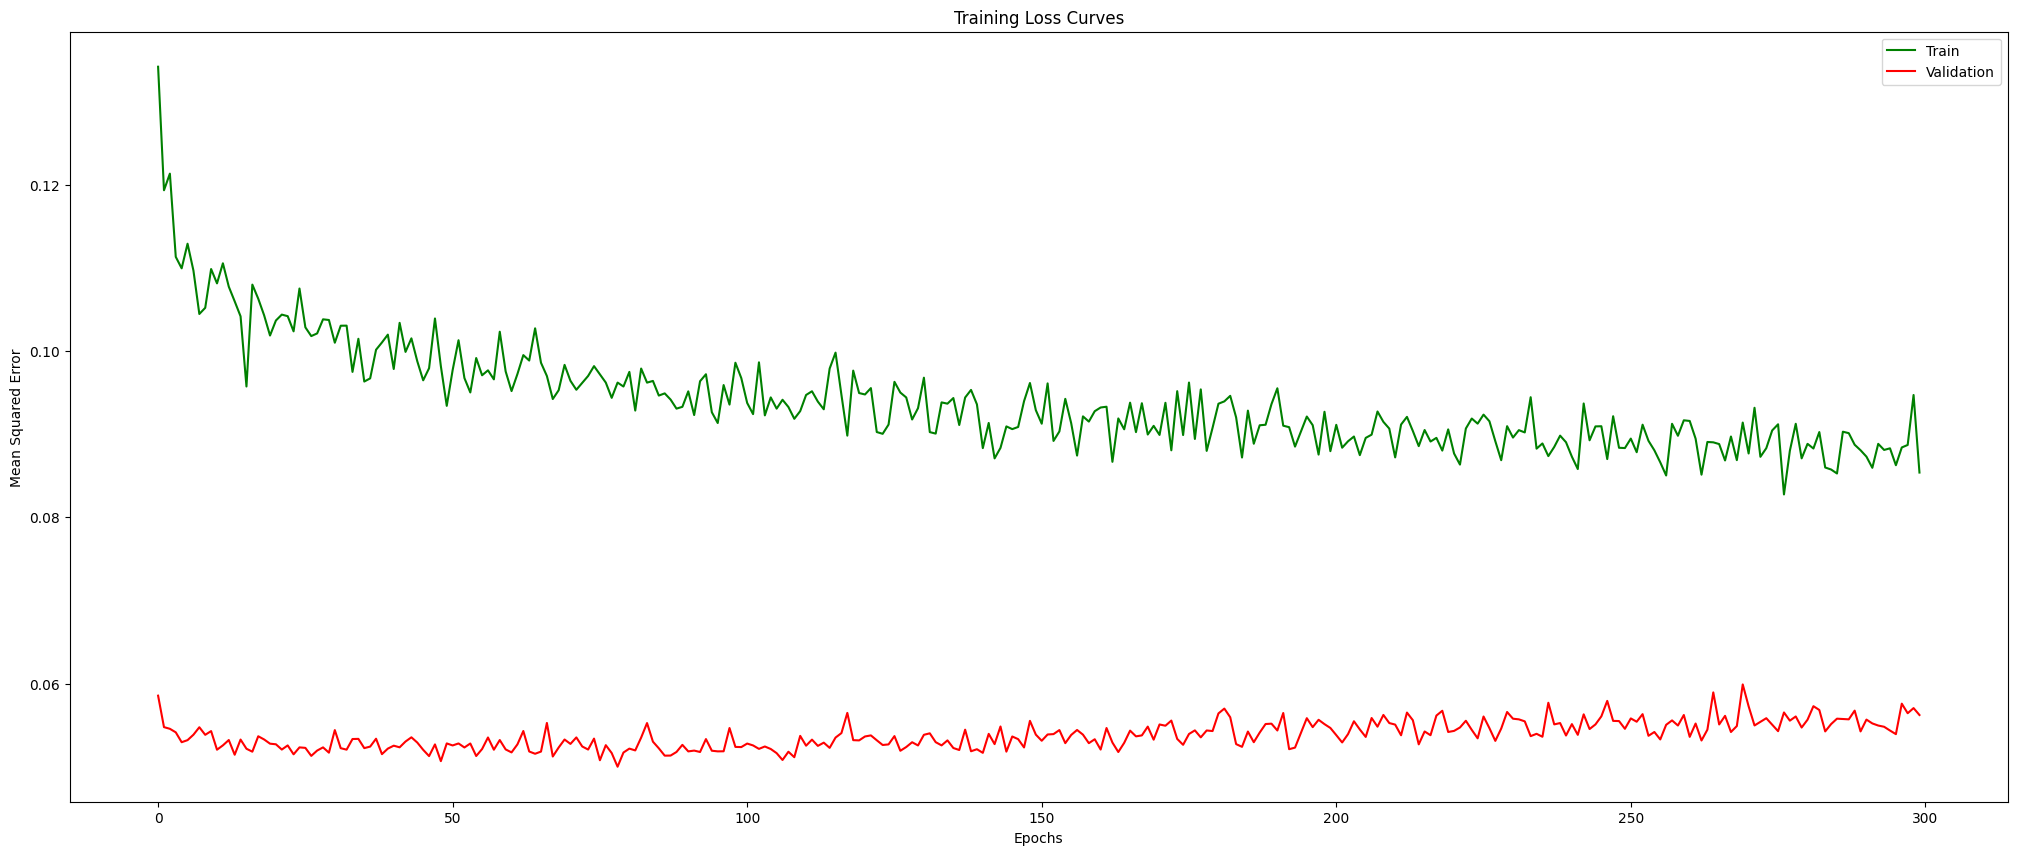 Training Loss Curves
Train
Validation
Mean Squared Error
0.12
0.10
0.08
0.06
0
50
100
150
200
250
300
Epochs